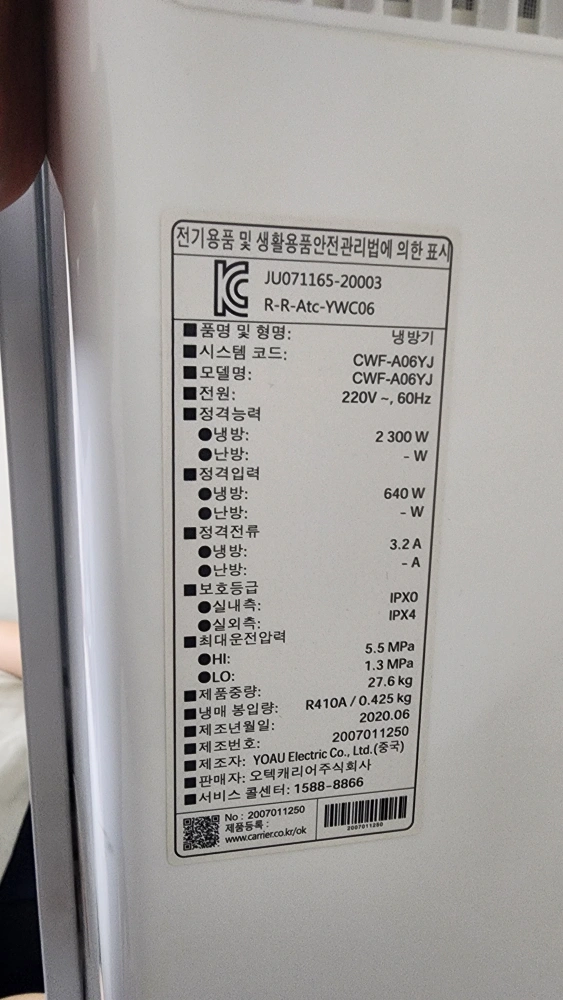 전기용품 및 생활용품안전관리법에 의한 표시
JU071165-20003
R-R-Atc-YWC06
■품명 및 형명: 냉방기
■시스템 코드: CWF-A06YJ
■모델명: CWF-A06YJ
■전원: 220V ~, 60Hz
■정격능력
●냉방: 2 300 W
●난방: - W
■정격입력
●냉방: 640 W
●난방: - W
■정격전류
●냉방: 3.2 A
●난방: - A
■보호등급
●실내측: IPX0
●실외측: IPX4
■최대운전압력
●HI: 5.5 MPa
●LO: 1.3 MPa
■제품중량: 27.6 kg
■냉매 봉입량: R410A / 0.425 kg
■제조년월일: 2020.06
■제조번호: 2007011250
■제조자: YOAU Electric Co., Ltd.(중국)
■판매자: 오텍캐리어주식회사
■서비스 콜센터: 1588-8866
No : 2007011250
제품등록 :
www.carrier.co.kr/ok
2007011250